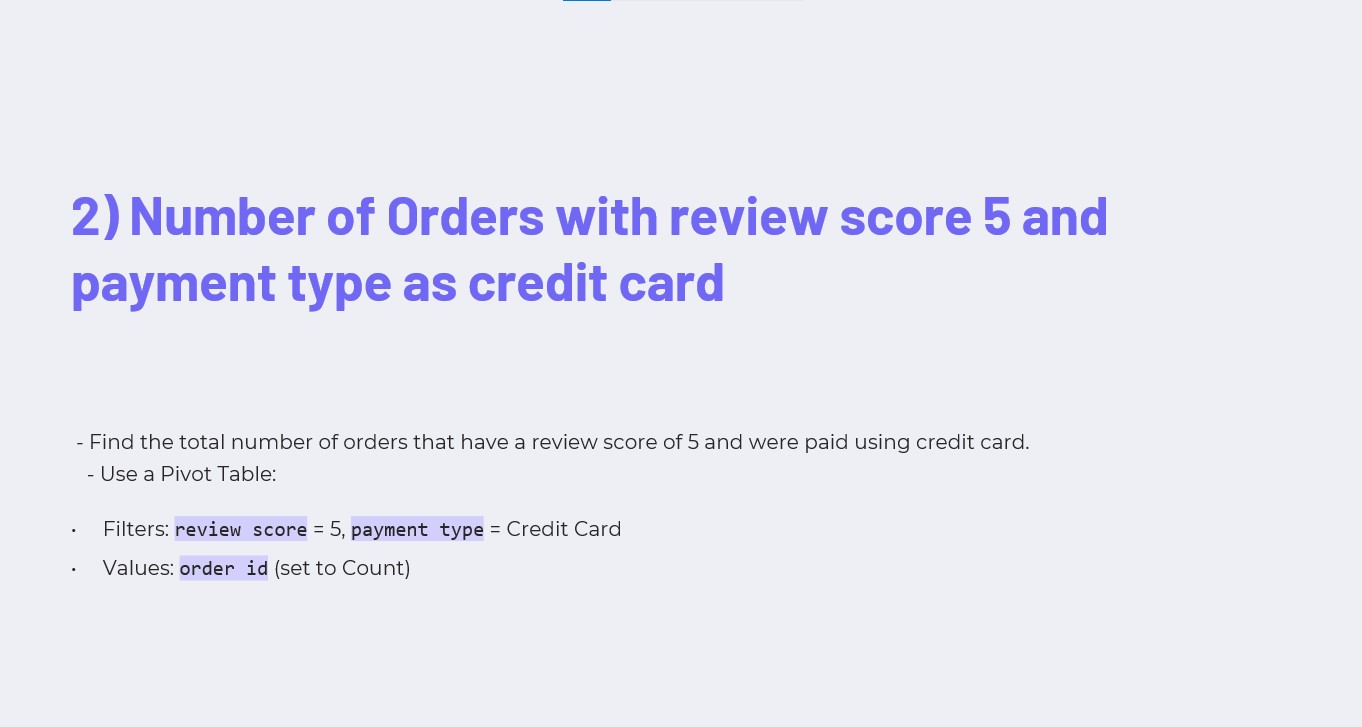 2) Number of Orders with review score 5 and
payment type as credit card
- Find the total number of orders that have a review score of 5 and were paid using credit card.
- Use a Pivot Table:
• Filters: review score = 5, payment type = Credit Card
• Values: order id (set to Count)